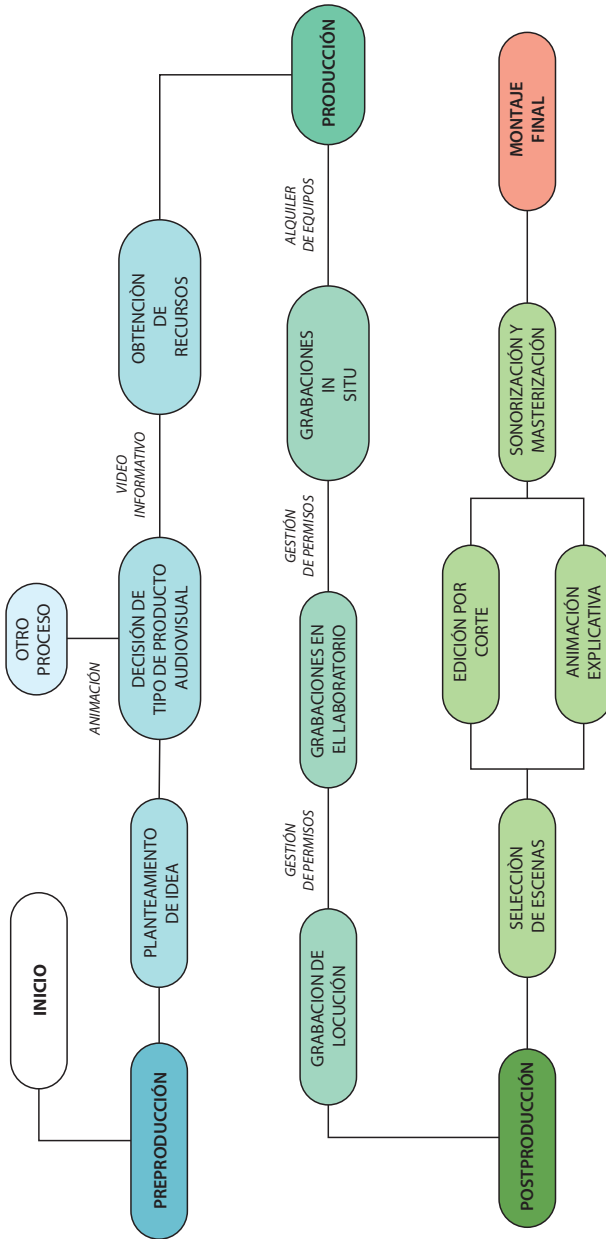 INICIO
PREPRODUCCIÓN
PLANTEAMIENTO
DE IDEA
DECISIÓN DE
TIPO DE PRODUCTO
AUDIOVISUAL
ANIMACIÓN
OTRO
PROCESO
VIDEO
INFORMATIVO
OBTENCIÒN
DE
RECURSOS
PRODUCCIÓN
ALQUILER
DE EQUIPOS
GRABACIONES
IN
SITU
GESTIÓN
DE PERMISOS
GRABACIONES EN
EL LABORATORIO
GESTIÓN
DE PERMISOS
GRABACION DE
LOCUCIÓN
POSTPRODUCCIÓN
SELECCIÒN
DE ESCENAS
EDICIÓN POR
CORTE
ANIMACIÓN
EXPLICATIVA
SONORIZACIÓN Y
MASTERIZACIÓN
MONTAJE
FINAL